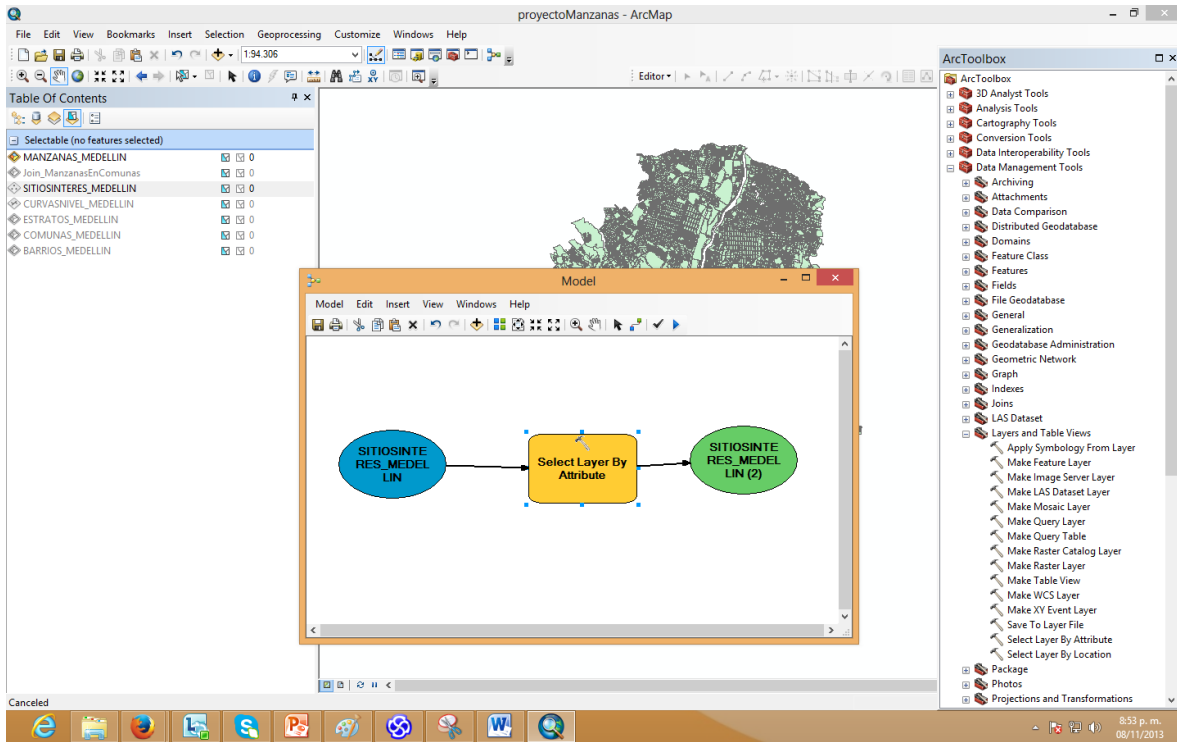 proyectoManzanas - ArcMap
File Edit View Bookmarks Insert Selection Geoprocessing Customize Windows Help
1:94.306
Editor
Table Of Contents
Selectable (no features selected)
MANZANAS_MEDELLIN 0
Join_ManzanasEnComunas 0
SITIOSINTERES_MEDELLIN 0
CURVASNIVEL_MEDELLIN 0
ESTRATOS_MEDELLIN 0
COMUNAS_MEDELLIN 0
BARRIOS_MEDELLIN 0
Model
Model Edit Insert View Windows Help
SITIOSINTE
RES_MEDEL
LIN
Select Layer By
Attribute
SITIOSINTE
RES_MEDEL
LIN (2)
ArcToolbox
ArcToolbox
3D Analyst Tools
Analysis Tools
Cartography Tools
Conversion Tools
Data Interoperability Tools
Data Management Tools
Archiving
Attachments
Data Comparison
Distributed Geodatabase
Domains
Feature Class
Features
Fields
File Geodatabase
General
Generalization
Geodatabase Administration
Geometric Network
Graph
Indexes
Joins
LAS Dataset
Layers and Table Views
Apply Symbology From Layer
Make Feature Layer
Make Image Server Layer
Make LAS Dataset Layer
Make Mosaic Layer
Make Query Layer
Make Query Table
Make Raster Catalog Layer
Make Raster Layer
Make Table View
Make WCS Layer
Make XY Event Layer
Save To Layer File
Select Layer By Attribute
Select Layer By Location
Package
Photos
Projections and Transformations
Canceled
8:53 p. m.
08/11/2013